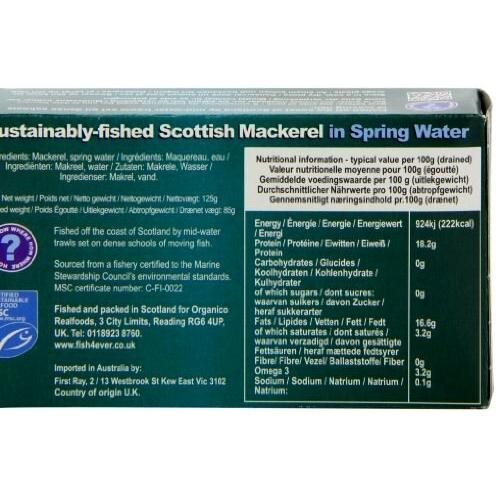 ustainably-fished Scottish Mackerel in Spring Water
redients: Mackerel, spring water / Ingrédients: Maquereau, eau /
Ingrediënten: Makreel, water / Zutaten: Makrele, Wasser /
Ingredienser: Makrel, vand.
Net weight / Poids net / Netto gewicht / Nettogewicht / Nettovægt: 125g
ed weight / Poids Égoutté / Uitlekgewicht / Abtropfgewicht / Drænet vægt: 85g
Fished off the coast of Scotland by mid-water
trawls set on dense schools of moving fish.
Sourced from a fishery certified to the Marine
Stewardship Council's environmental standards.
MSC certificate number: C-FI-0022
Fished and packed in Scotland for Organico
Realfoods, 3 City Limits, Reading RG6 4UP,
UK. Tel: 0118923 8760.
www.fish4ever.co.uk
Imported in Australia by:
First Ray, 2 / 13 Westbrook St Kew East Vic 3102
Country of origin U.K.
?
CERTIFIED
SUSTAINABLE
FOOD
MSC
www.msc.org
Nutritional information - typical value per 100g (drained)
Valeur nutritionelle moyenne pour 100g (égoutté)
Gemiddelde voedingswaarde per 100 g (uitlekgewicht)
Durchschnittlicher Nährwerte pro 100g (abtropfgewicht)
Gennemsnitligt næringsindhold pr.100g (drænet)
Energy / Énergie / Energie / Energiewert 924kj (222kcal)
/ Energi
Protein / Protéine / Eiwitten / Eiweiß / 18.2g
Protein
Carbohydrates / Glucides / 0g
Koolhydraten / Kohlenhydrate /
Kulhydrater
of which sugars / dont sucres: 0g
waarvan suikers / davon Zucker /
heraf sukkerarter
Fats / Lipides / Vetten / Fett / Fedt 16.6g
of which saturates / dont saturés / 3.2g
waarvan verzadigd / davon gesättigte
Fettsäuren / heraf mættede fedtsyrer
Fibre/ Fibre/ Vezel/ Ballaststoffe/ Fiber 0g
Omega 3 3.2g
Sodium / Sodium / Natrium / Natrium / 0.1g
Natrium